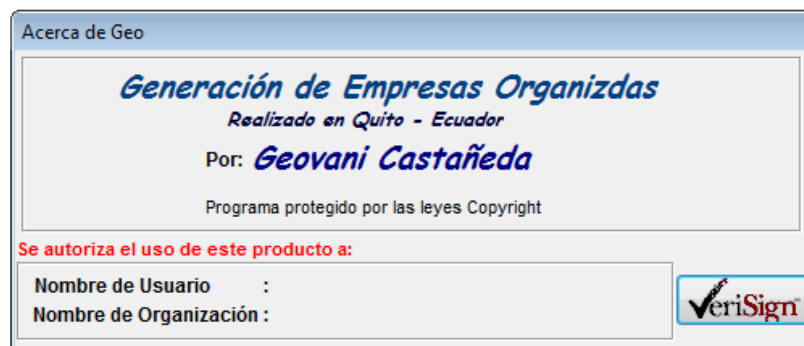 Acerca de Geo
Generación de Empresas Organizdas
Realizado en Quito - Ecuador
Por: Geovani Castañeda
Programa protegido por las leyes Copyright
Se autoriza el uso de este producto a:
Nombre de Usuario :
Nombre de Organización :
VeriSign